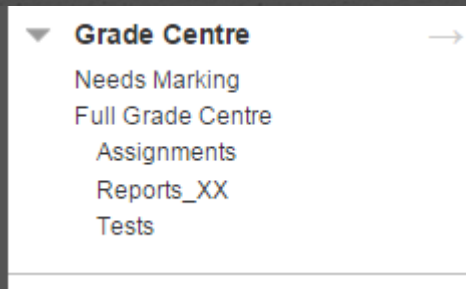 Grade Centre
Needs Marking
Full Grade Centre
Assignments
Reports_XX
Tests